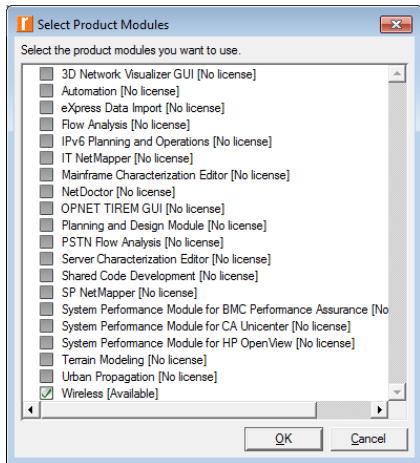 Select Product Modules
Select the product modules you want to use.
3D Network Visualizer GUI [No license]
Automation [No license]
eXpress Data Import [No license]
Flow Analysis [No license]
IPv6 Planning and Operations [No license]
IT NetMapper [No license]
Mainframe Characterization Editor [No license]
NetDoctor [No license]
OPNET TIREM GUI [No license]
Planning and Design Module [No license]
PSTN Flow Analysis [No license]
Server Characterization Editor [No license]
Shared Code Development [No license]
SP NetMapper [No license]
System Performance Module for BMC Performance Assurance [No
System Performance Module for CA Unicenter [No license]
System Performance Module for HP OpenView [No license]
Terrain Modeling [No license]
Urban Propagation [No license]
Wireless [Available]
OK Cancel